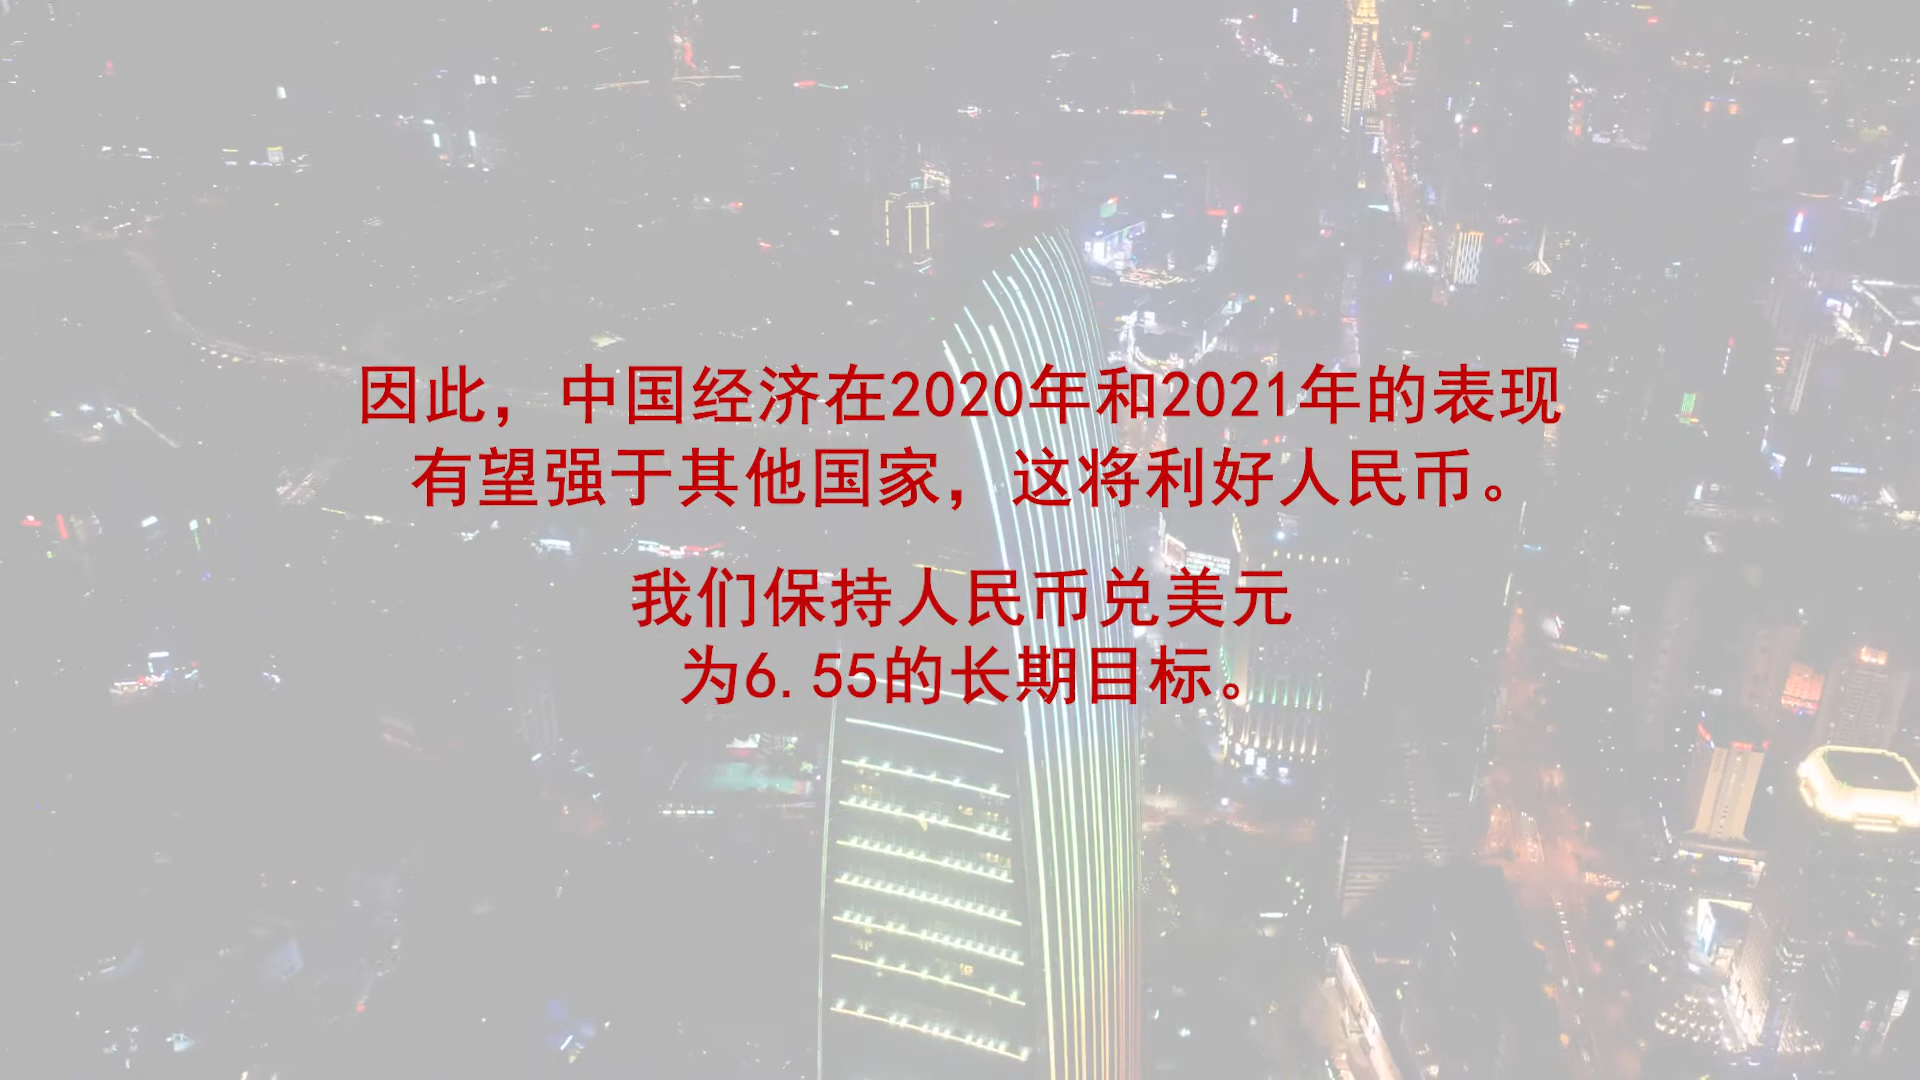 因此，中国经济在2020年和2021年的表现
有望强于其他国家，这将利好人民币。
我们保持人民币兑美元
为6.55的长期目标。